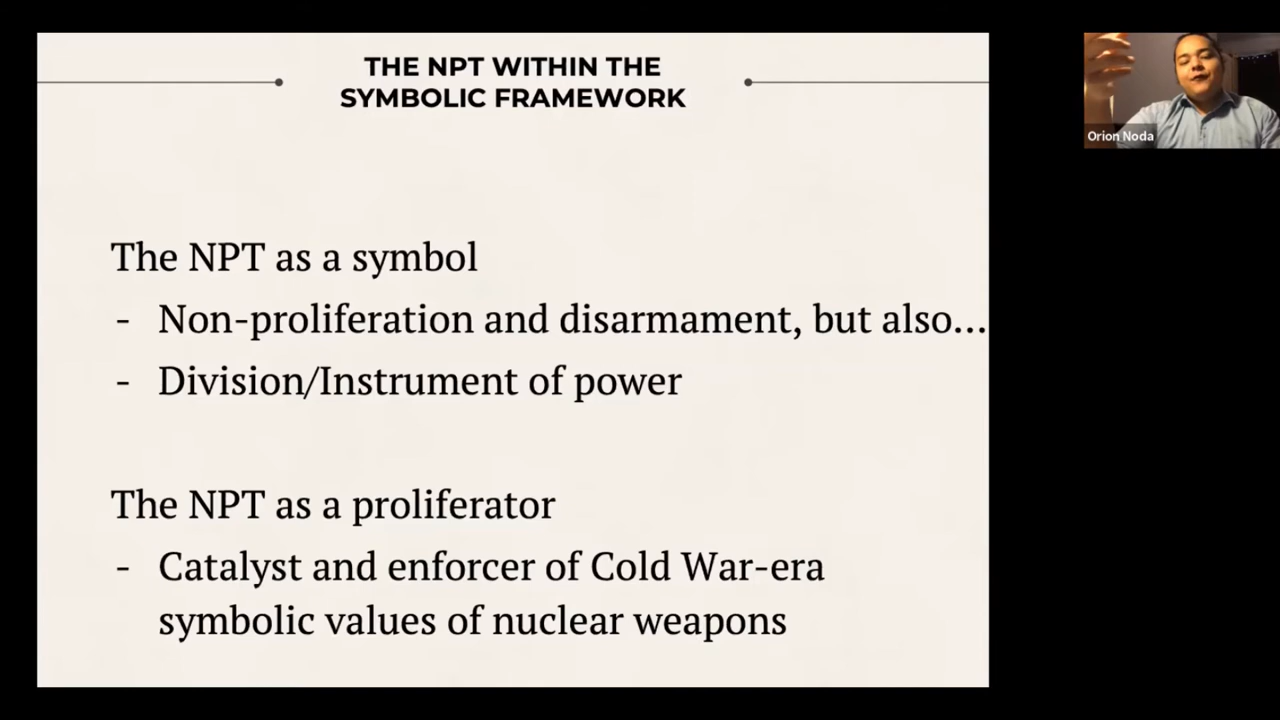 THE NPT WITHIN THE
SYMBOLIC FRAMEWORK
Orion Noda
The NPT as a symbol
- Non-proliferation and disarmament, but also...
- Division/Instrument of power
The NPT as a proliferator
- Catalyst and enforcer of Cold War-era
symbolic values of nuclear weapons